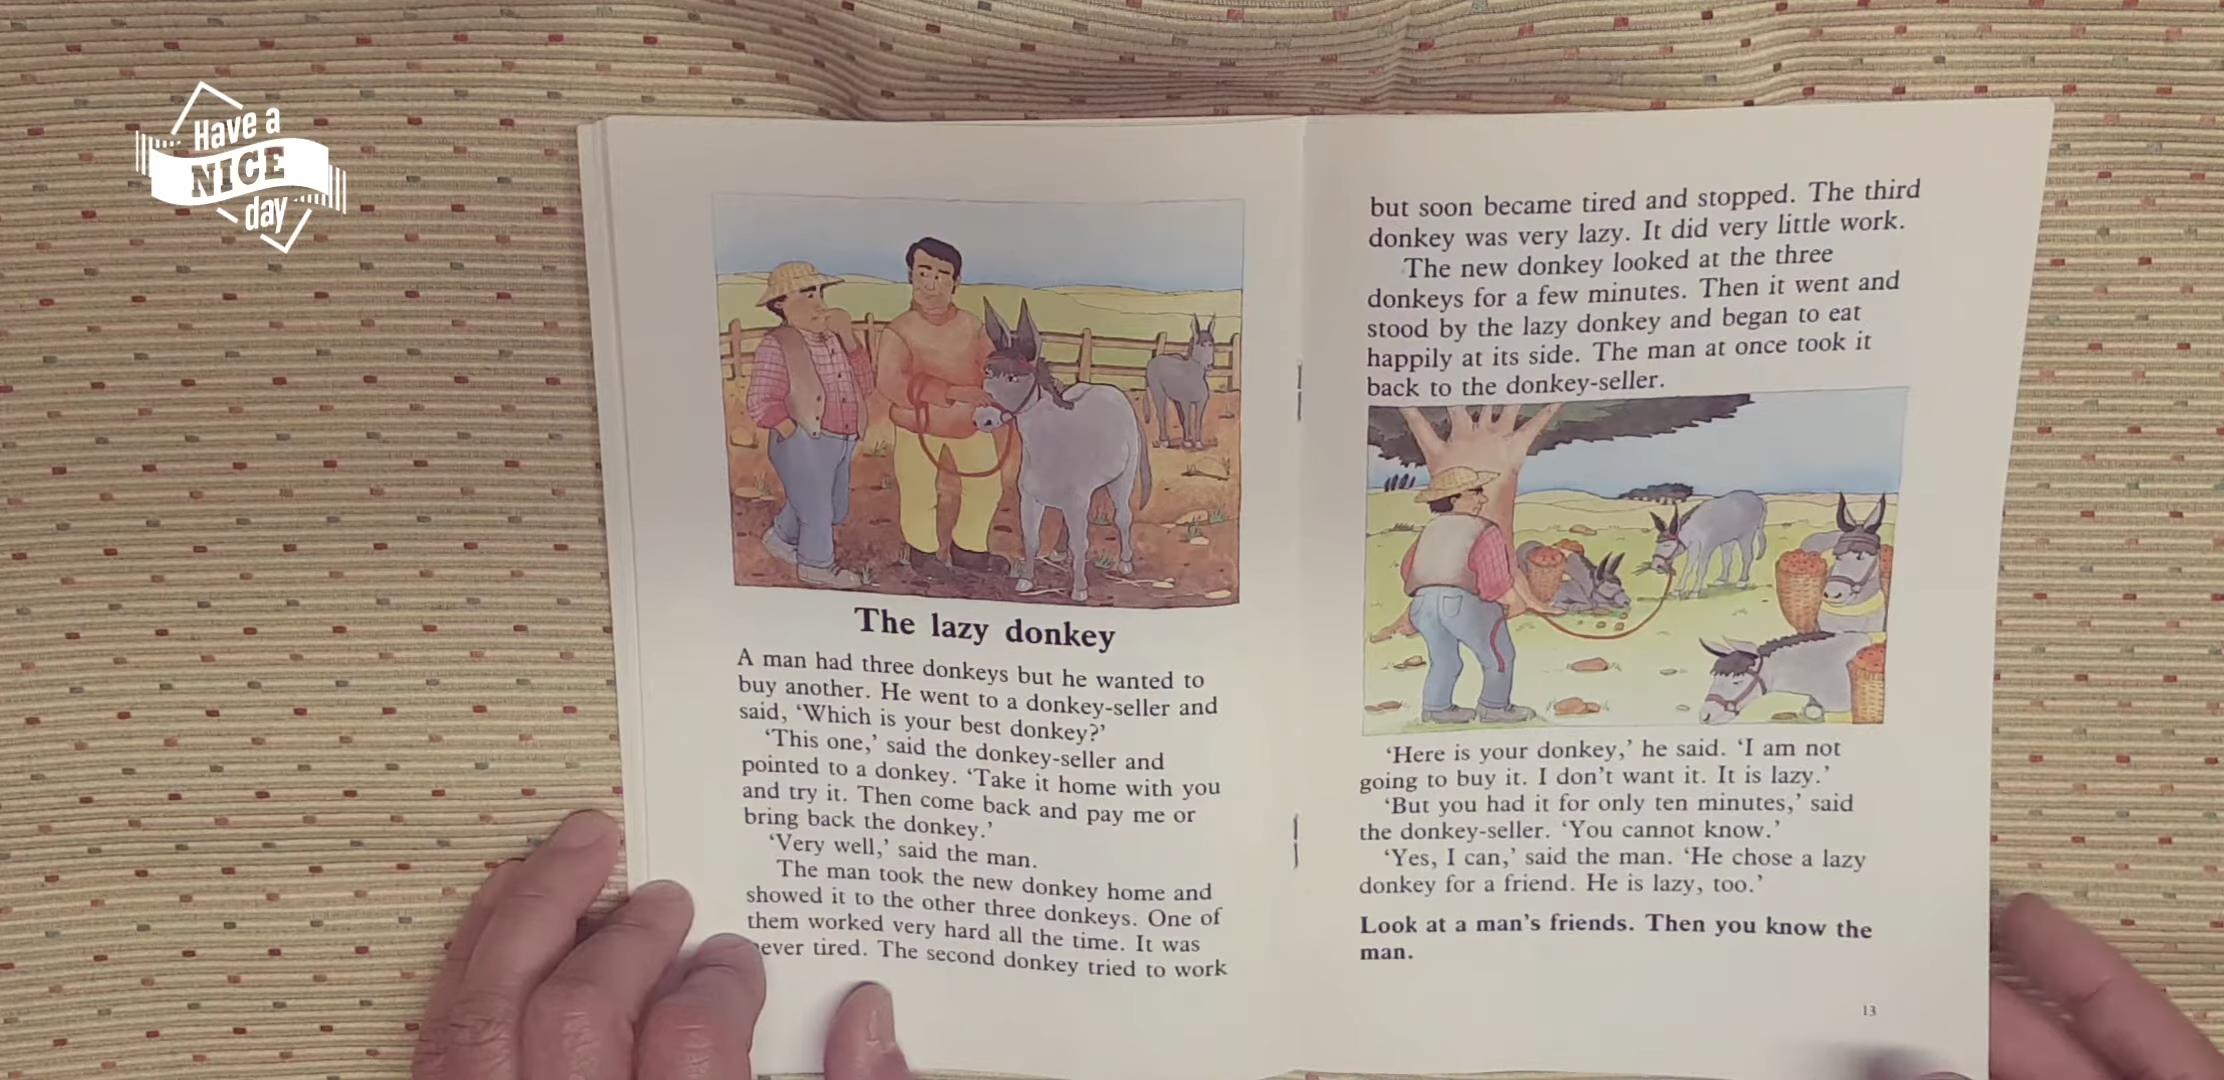 Have a
NICE
day
The lazy donkey
A man had three donkeys but he wanted to
buy another. He went to a donkey-seller and
said, ‘Which is your best donkey?’
‘This one,’ said the donkey-seller and
pointed to a donkey. ‘Take it home with you
and try it. Then come back and pay me or
bring back the donkey.’
‘Very well,’ said the man.
The man took the new donkey home and
showed it to the other three donkeys. One of
them worked very hard all the time. It was
never tired. The second donkey tried to work
but soon became tired and stopped. The third
donkey was very lazy. It did very little work.
The new donkey looked at the three
donkeys for a few minutes. Then it went and
stood by the lazy donkey and began to eat
happily at its side. The man at once took it
back to the donkey-seller.
‘Here is your donkey,’ he said. ‘I am not
going to buy it. I don’t want it. It is lazy.’
‘But you had it for only ten minutes,’ said
the donkey-seller. ‘You cannot know.’
‘Yes, I can,’ said the man. ‘He chose a lazy
donkey for a friend. He is lazy, too.’
Look at a man’s friends. Then you know the
man.
13